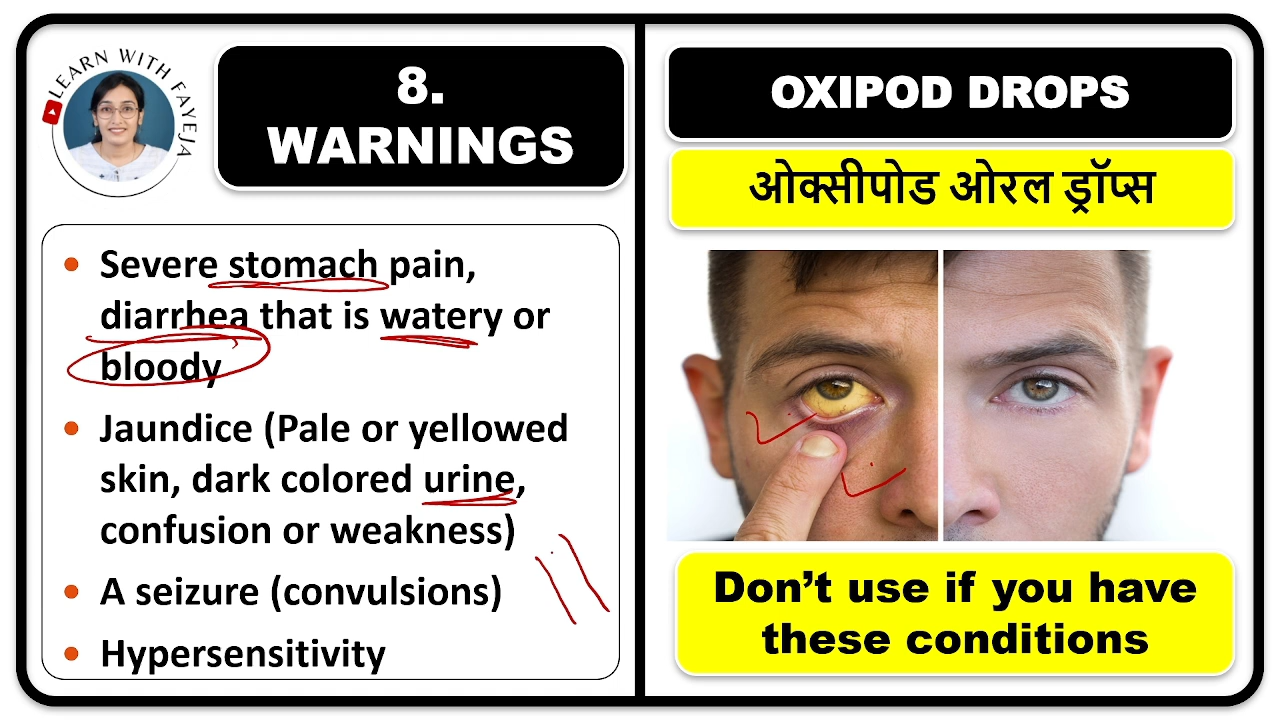 LEARN WITH FAYEJA
8.
WARNINGS
• Severe stomach pain,
diarrhea that is watery or
bloody
• Jaundice (Pale or yellowed
skin, dark colored urine,
confusion or weakness)
• A seizure (convulsions)
• Hypersensitivity
OXIPOD DROPS
ओक्सीपोड ओरल ड्रॉप्स
Don’t use if you have
these conditions